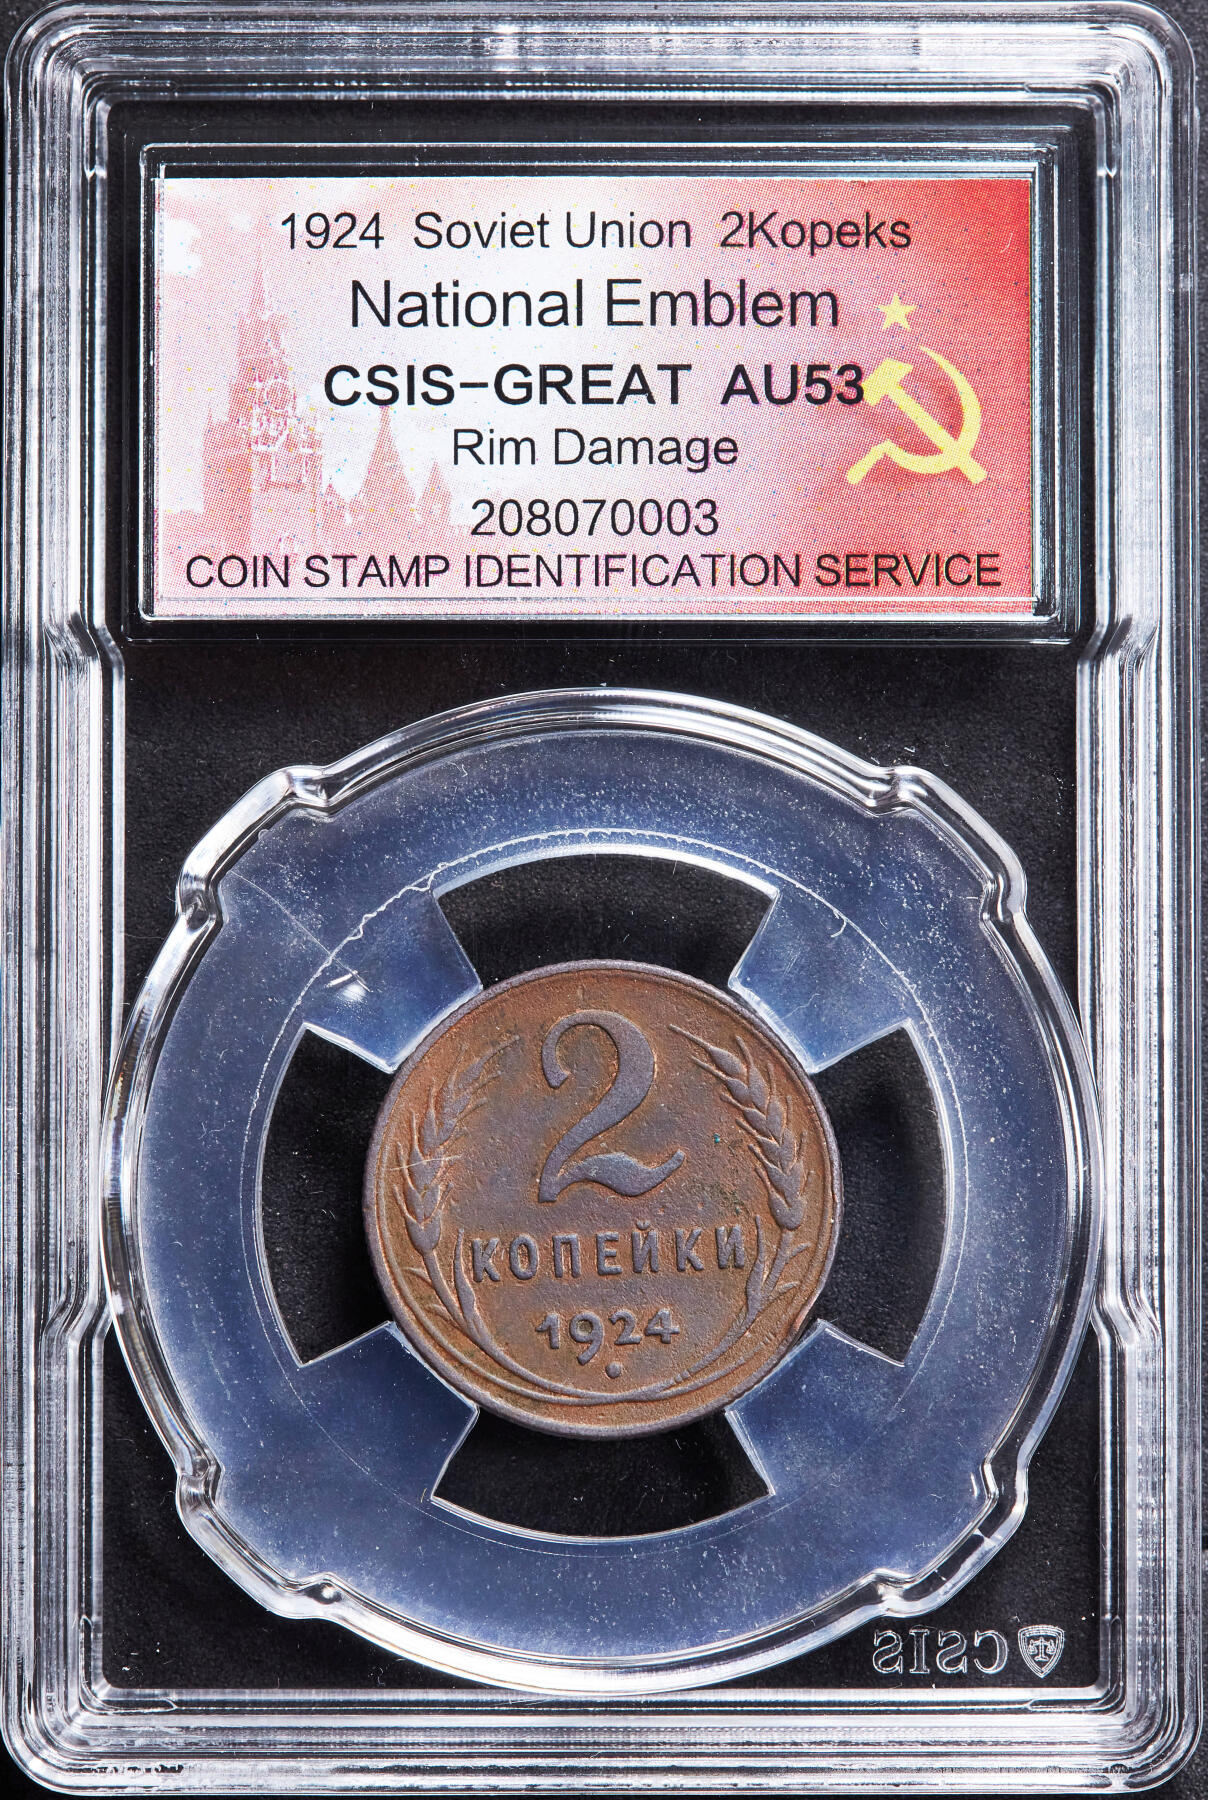 1924 Soviet Union 2Kopeks
National Emblem
CSIS-GREAT AU53
Rim Damage
208070003
COIN STAMP IDENTIFICATION SERVICE
2
КОПЕЙКИ
1924
CSIS